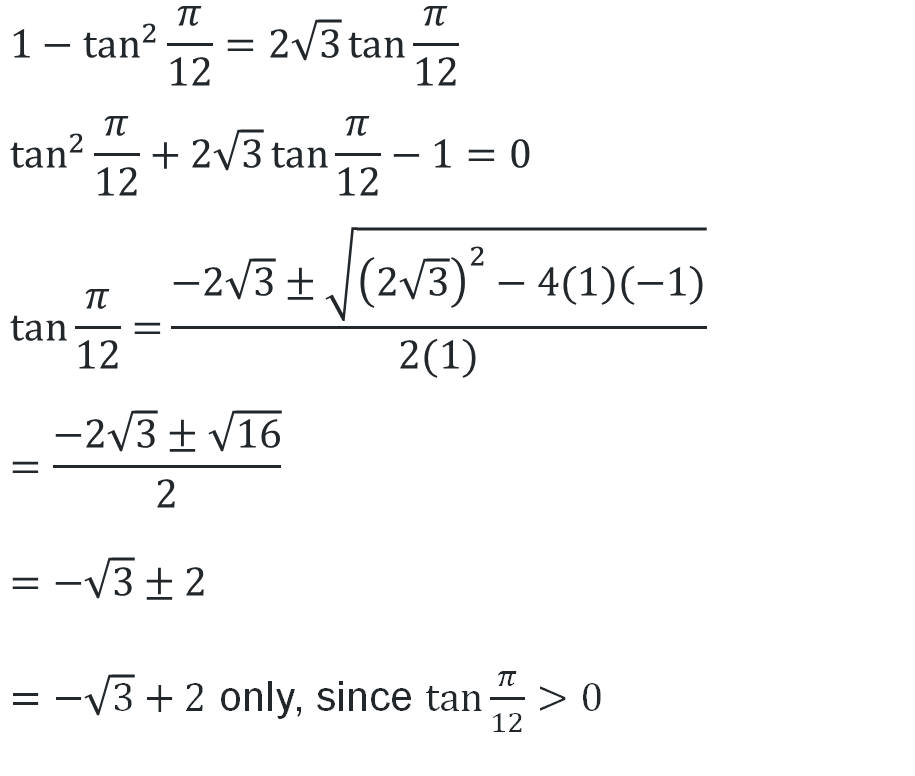 1 − tan² π/12 = 2√3 tan π/12
tan² π/12 + 2√3 tan π/12 − 1 = 0
tan π/12 = (−2√3 ± √((2√3)² − 4(1)(−1)))/(2(1))
= (−2√3 ± √16)/2
= −√3 ± 2
= −√3 + 2 only, since tan π/12 > 0